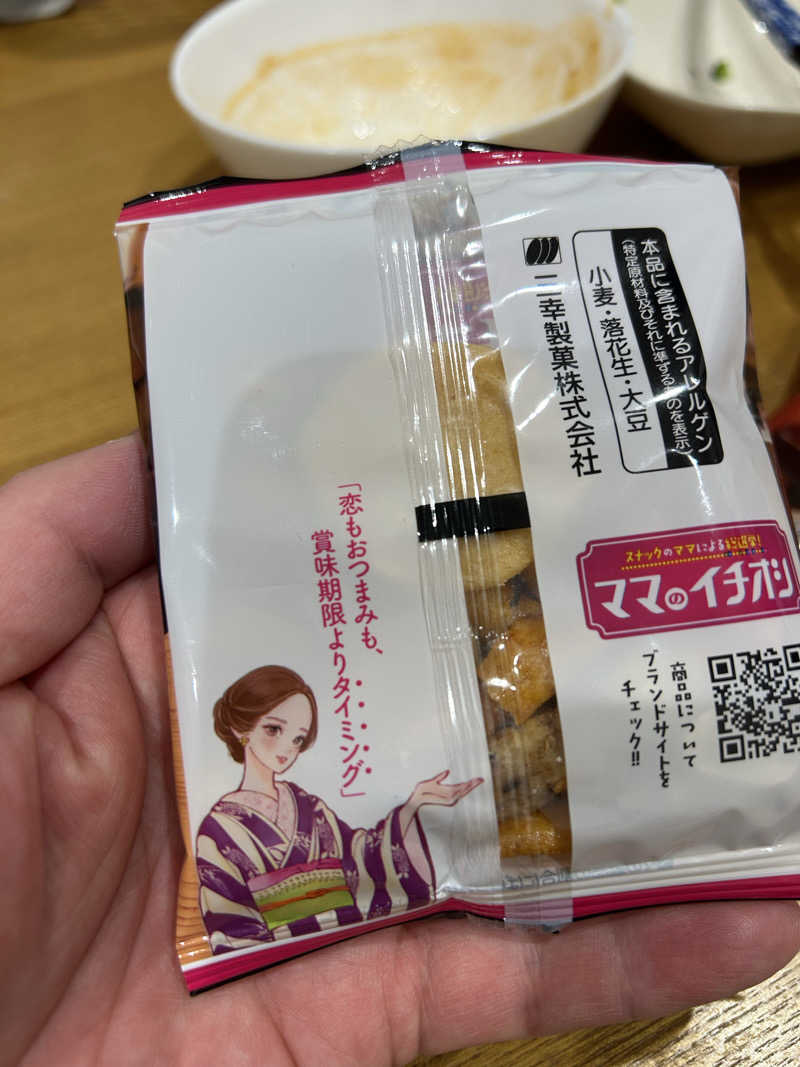 本品に含まれるアレルゲン
(特定原材料及びそれに準ずるものを表示)
小麦・落花生・大豆
三幸製菓株式会社
スナックのママによる総選挙!
ママのイチオシ
商品について
ブランドサイトを
チェック!!
「恋もおつまみも、
賞味期限よりタイミング」